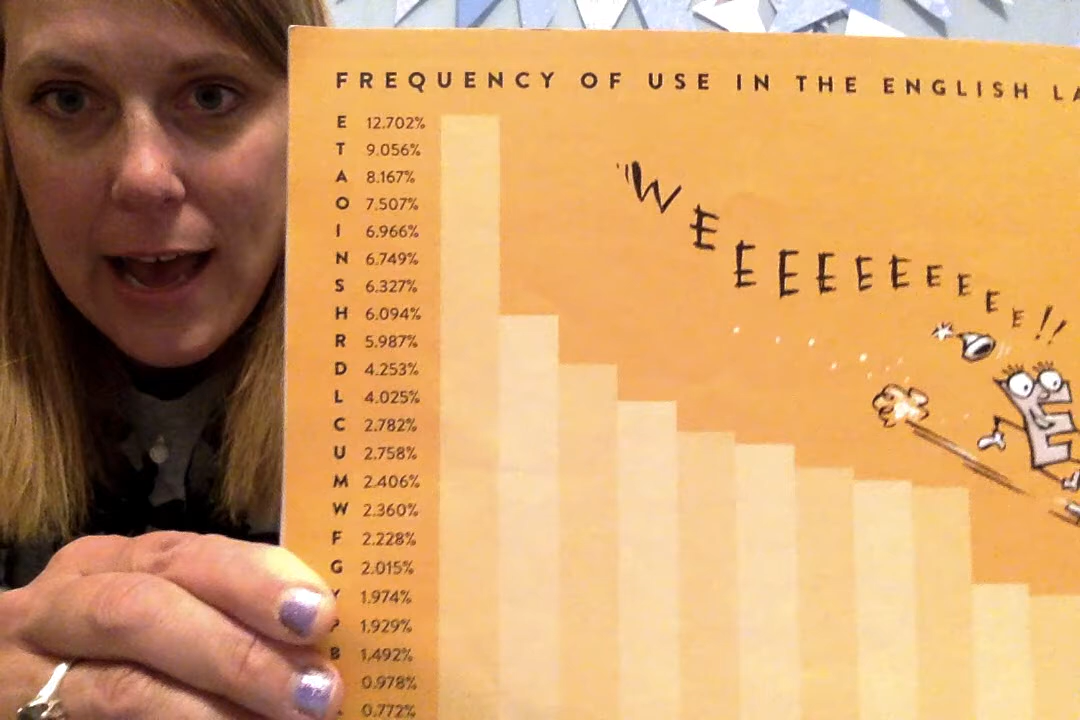 FREQUENCY OF USE IN THE ENGLISH LA
E 12.702%
T 9.056%
A 8.167%
O 7.507%
I 6.966%
N 6.749%
S 6.327%
H 6.094%
R 5.987%
D 4.253%
L 4.025%
C 2.782%
U 2.758%
M 2.406%
W 2.360%
F 2.228%
G 2.015%
Y 1.974%
P 1.929%
B 1.492%
0.978%
0.772%
"WEEEEEEEEEE!!